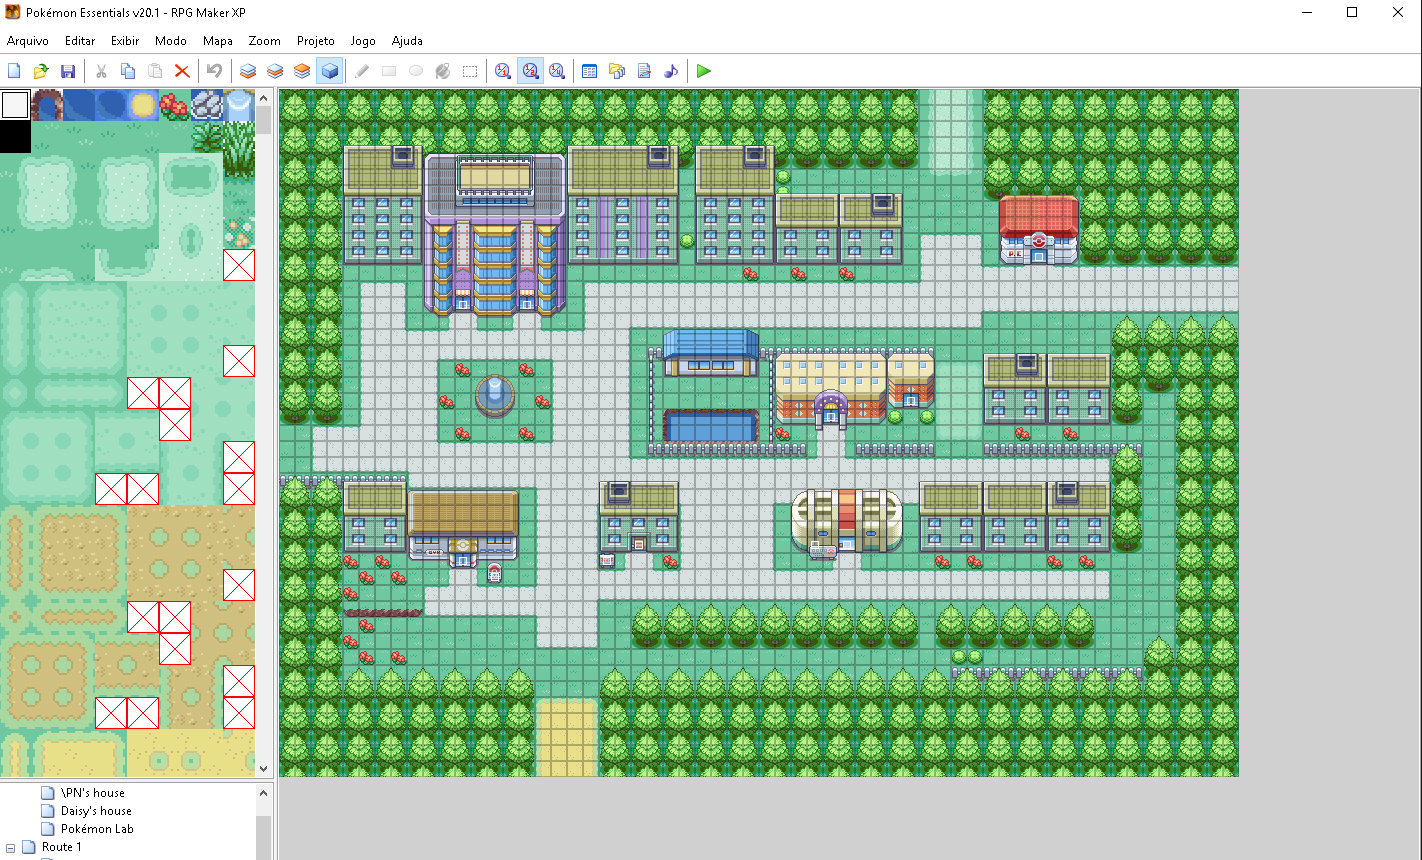 Pokémon Essentials v20.1 - RPG Maker XP
Arquivo Editar Exibir Modo Mapa Zoom Projeto Jogo Ajuda
\PN's house
Daisy's house
Pokémon Lab
Route 1